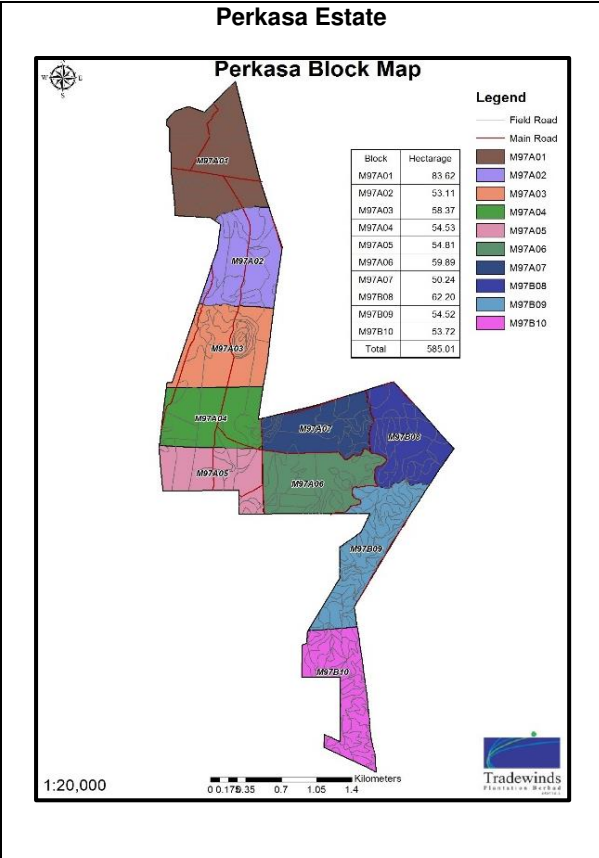 Perkasa Estate
Perkasa Block Map
N
W
E
S
Legend
Field Road
Main Road
M97A01
M97A02
M97A03
M97A04
M97A05
M97A06
M97A07
M97B08
M97B09
M97B10
Block Hectarage
M97A01 83.62
M97A02 53.11
M97A03 58.37
M97A04 54.53
M97A05 54.81
M97A06 59.89
M97A07 50.24
M97B08 62.20
M97B09 54.52
M97B10 53.72
Total 585.01
M97A01
M97A02
M97A03
M97A04
M97A07
M97B08
M97A05
M97A06
M97B09
M97B10
1:20,000
Kilometers
0 0.175 0.35 0.7 1.05 1.4
Tradewinds
Plantation Berhad